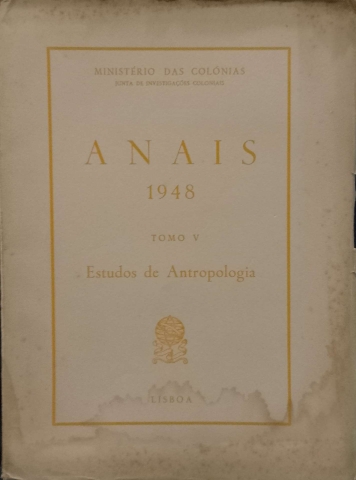 MINISTÉRIO DAS COLÓNIAS
JUNTA DE INVESTIGAÇÕES COLONIAIS
ANAIS
1948
TOMO V
Estudos de Antropologia
LISBOA